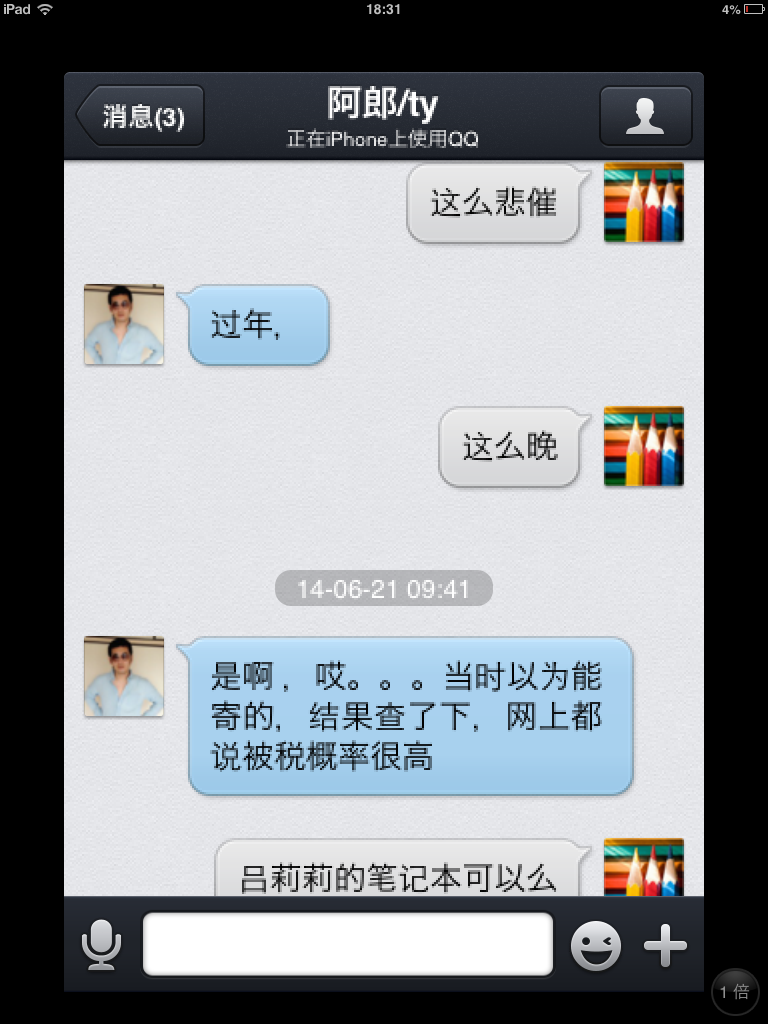 iPad 18:31 4%
消息(3)
阿郎/ty
正在iPhone上使用QQ
这么悲催
过年,
这么晚
14-06-21 09:41
是啊，哎。。。当时以为能
寄的，结果查了下，网上都
说被税概率很高
吕莉莉的笔记本可以么
1 倍